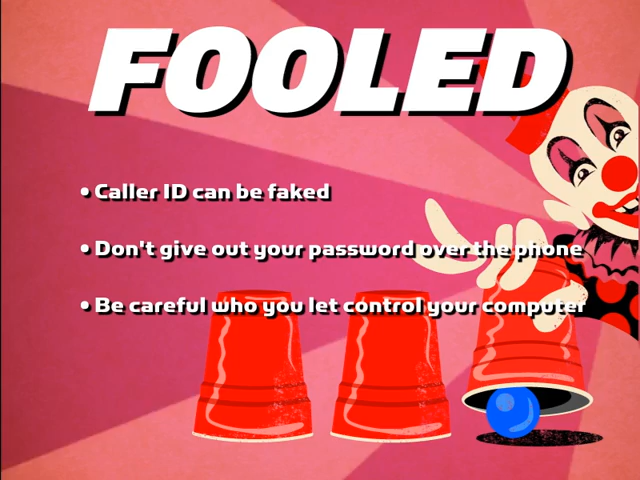 FOOLED
• Caller ID can be faked
• Don't give out your password over the phone
• Be careful who you let control your computer